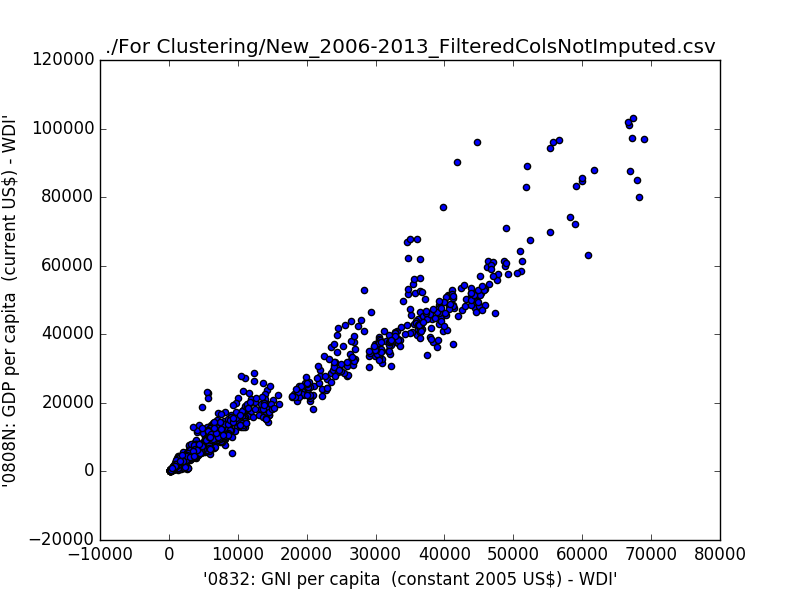 ./For Clustering/New_2006-2013_FilteredColsNotImputed.csv
120000
100000
80000
60000
40000
20000
0
−20000
'0808N: GDP per capita  (current US$) - WDI'
−10000 0 10000 20000 30000 40000 50000 60000 70000 80000
'0832: GNI per capita  (constant 2005 US$) - WDI'